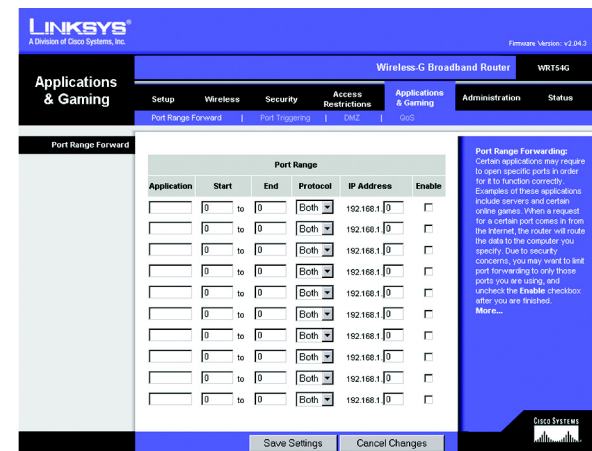 LINKSYS®
A Division of Cisco Systems, Inc.
Firmware Version: v2.04.3
Wireless-G Broadband Router WRT54G
Applications
& Gaming
Setup Wireless Security Access Restrictions Applications & Gaming Administration Status
Port Range Forward | Port Triggering | DMZ | QoS
Port Range Forward
Port Range
Application Start End Protocol IP Address Enable
0 to 0 Both 192.168.1. 0
0 to 0 Both 192.168.1. 0
0 to 0 Both 192.168.1. 0
0 to 0 Both 192.168.1. 0
0 to 0 Both 192.168.1. 0
0 to 0 Both 192.168.1. 0
0 to 0 Both 192.168.1. 0
0 to 0 Both 192.168.1. 0
0 to 0 Both 192.168.1. 0
0 to 0 Both 192.168.1. 0
Port Range Forwarding:
Certain applications may require
to open specific ports in order
for it to function correctly.
Examples of these applications
include servers and certain
online games. When a request
for a certain port comes in from
the Internet, the router will route
the data to the computer you
specify. Due to security
concerns, you may want to limit
port forwarding to only those
ports you are using, and
uncheck the Enable checkbox
after you are finished.
More...
Save Settings Cancel Changes
CISCO SYSTEMS